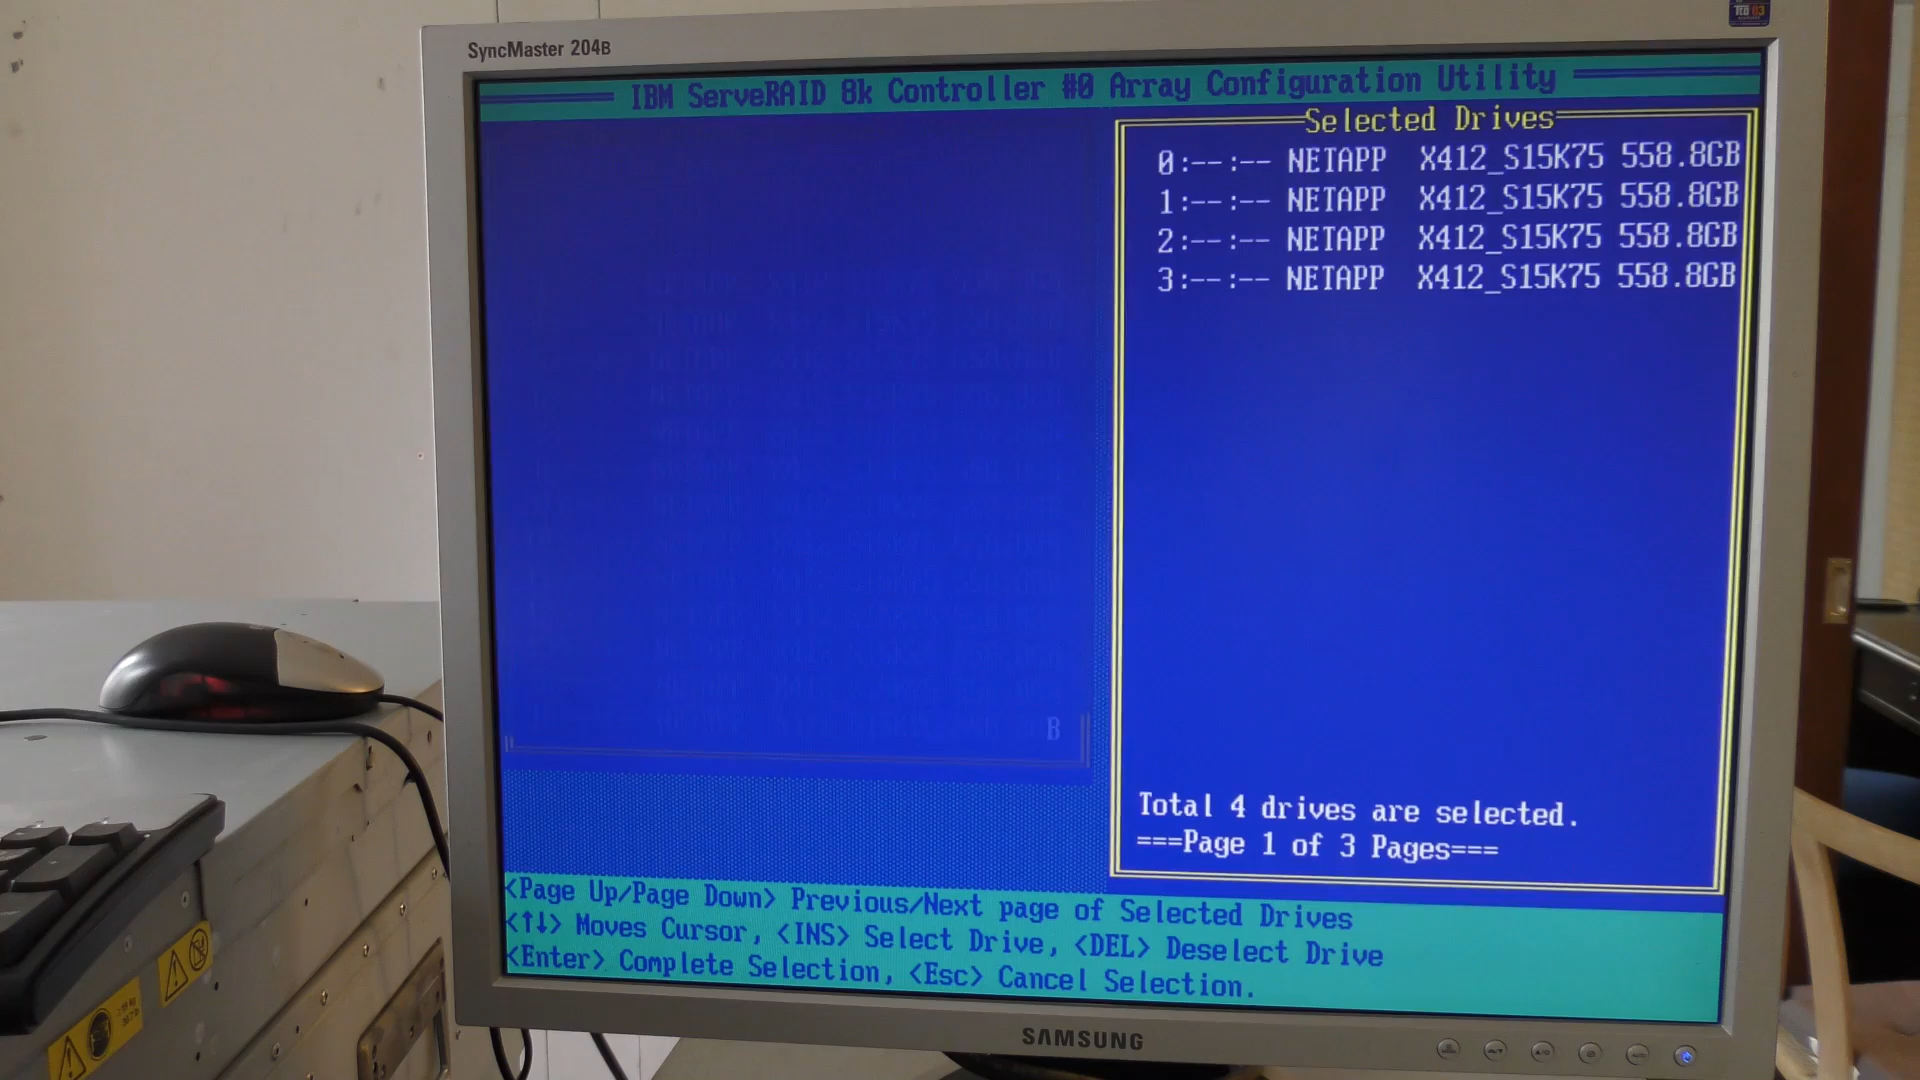 SyncMaster 204B
IBM ServeRAID 8k Controller #0 Array Configuration Utility
Selected Drives
0:--:-- NETAPP X412_S15K75 558.8GB
1:--:-- NETAPP X412_S15K75 558.8GB
2:--:-- NETAPP X412_S15K75 558.8GB
3:--:-- NETAPP X412_S15K75 558.8GB
B
Total 4 drives are selected.
===Page 1 of 3 Pages===
<Page Up/Page Down> Previous/Next page of Selected Drives
<↑↓> Moves Cursor, <INS> Select Drive, <DEL> Deselect Drive
<Enter> Complete Selection, <Esc> Cancel Selection.
SAMSUNG